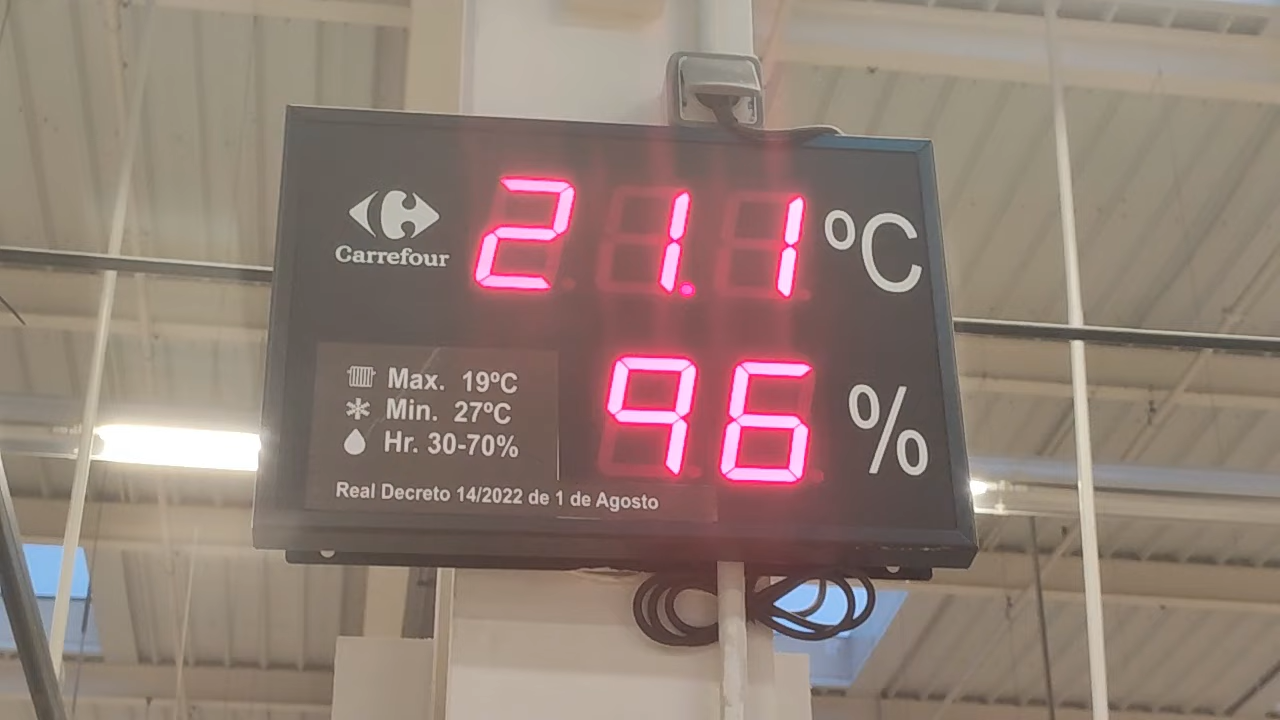 21.1 ºC
Carrefour
Max. 19ºC
Min. 27ºC
Hr. 30-70%
96 %
Real Decreto 14/2022 de 1 de Agosto